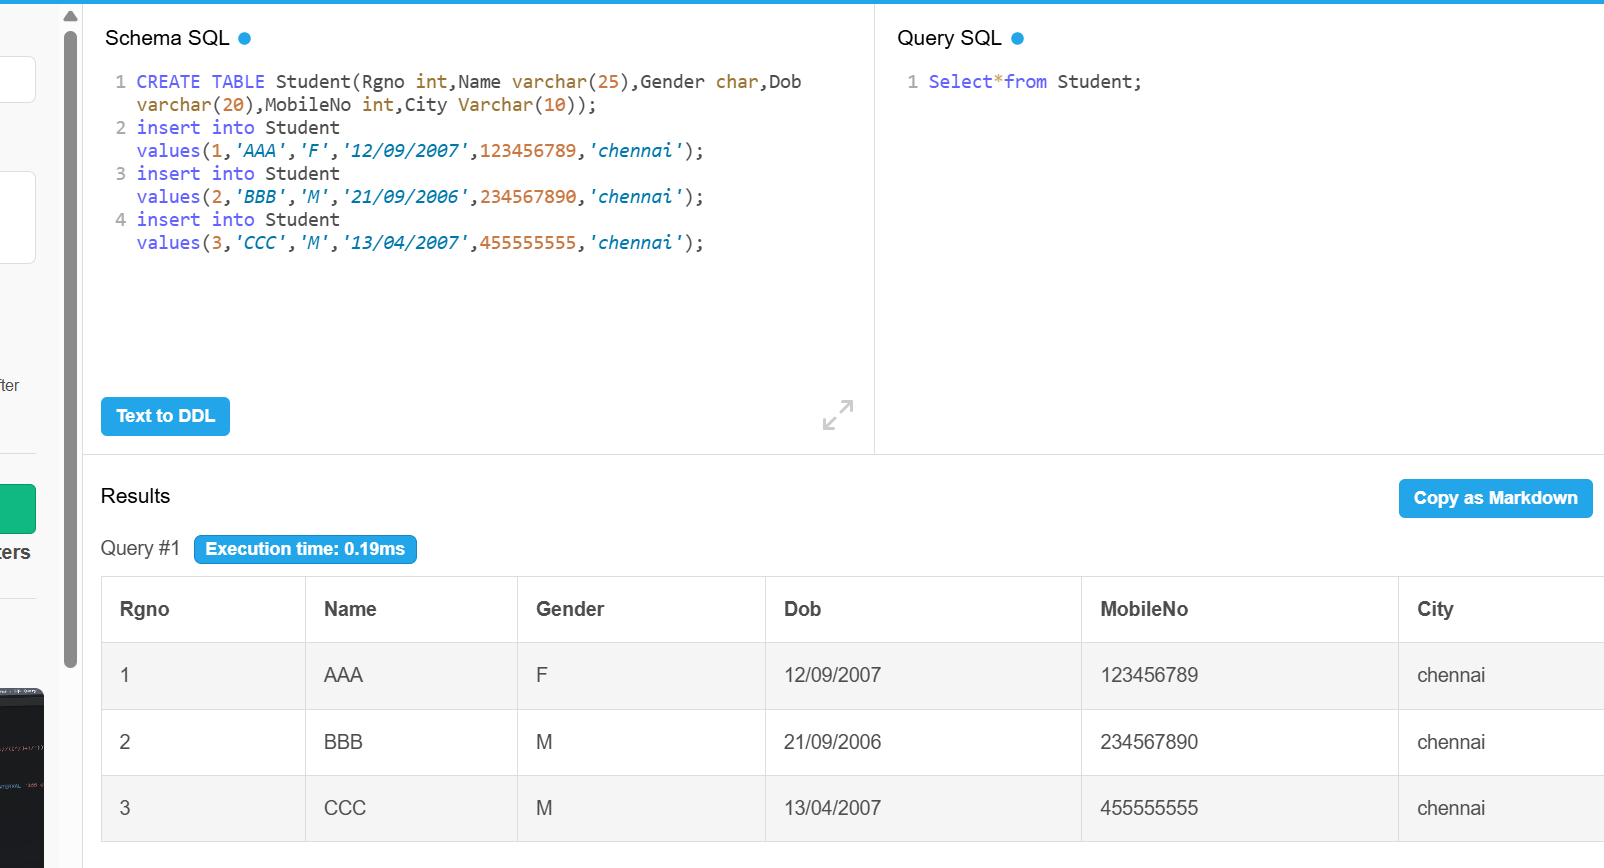 Schema SQL
1 CREATE TABLE Student(Rgno int,Name varchar(25),Gender char,Dob
varchar(20),MobileNo int,City Varchar(10));
2 insert into Student
values(1,'AAA','F','12/09/2007',123456789,'chennai');
3 insert into Student
values(2,'BBB','M','21/09/2006',234567890,'chennai');
4 insert into Student
values(3,'CCC','M','13/04/2007',455555555,'chennai');
Text to DDL
Query SQL
1 Select*from Student;
Results
Copy as Markdown
Query #1 Execution time: 0.19ms
Rgno Name Gender Dob MobileNo City
1 AAA F 12/09/2007 123456789 chennai
2 BBB M 21/09/2006 234567890 chennai
3 CCC M 13/04/2007 455555555 chennai